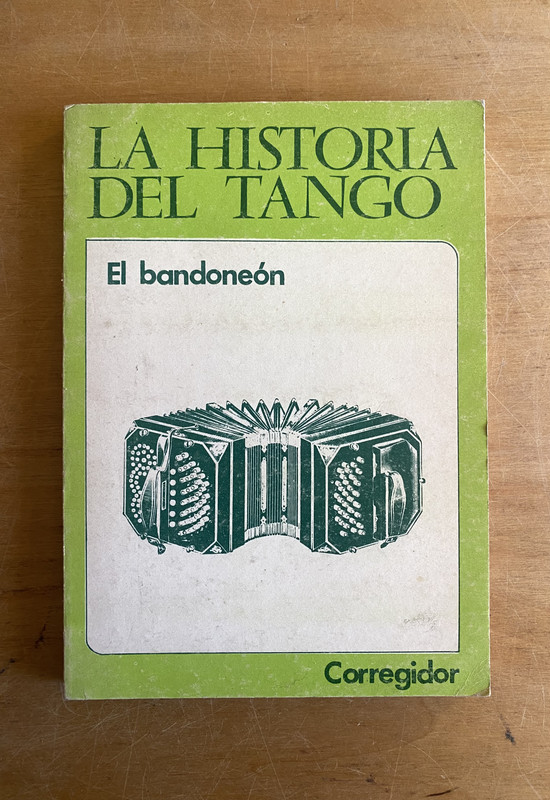 LA HISTORIA
DEL TANGO
El bandoneón
Corregidor